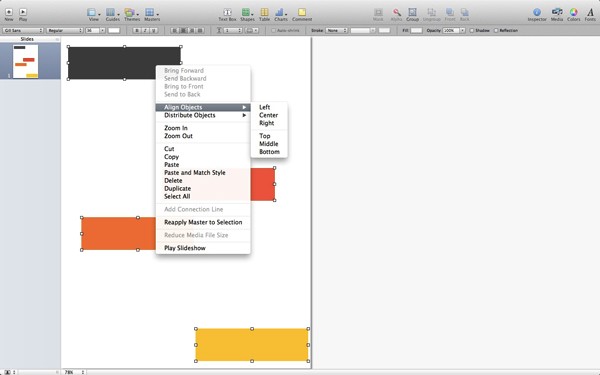 New Play View Guides Themes Masters Text Box Shapes Table Charts Comment Mask Alpha Group Ungroup Front Back Inspector Media Colors Fonts
Gill Sans Regular 36 B I U 1 Auto shrink Stroke: None Fill: Opacity: 100% Shadow Reflection
Slides
1
Bring Forward
Send Backward
Bring to Front
Send to Back
Align Objects
Distribute Objects
Left
Center
Right
Top
Middle
Bottom
Zoom In
Zoom Out
Cut
Copy
Paste
Paste and Match Style
Delete
Duplicate
Select All
Add Connection Line
Reapply Master to Selection
Reduce Media File Size
Play Slideshow
78%